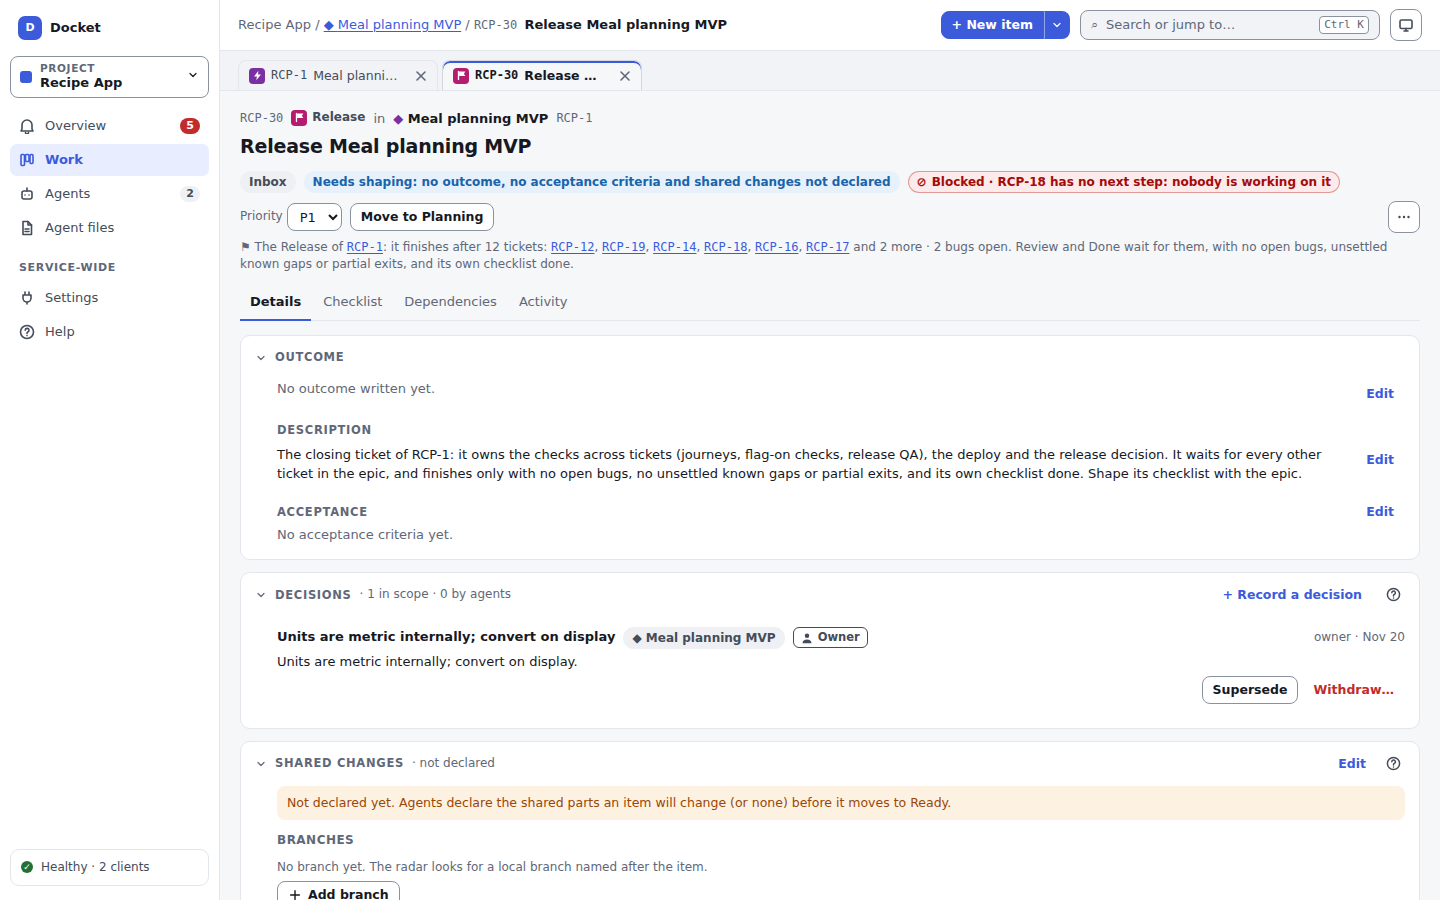 D Docket
PROJECT
Recipe App
Overview 5
Work
Agents 2
Agent files
SERVICE-WIDE
Settings
Help
Healthy · 2 clients
Recipe App / ◆ Meal planning MVP / RCP-30 Release Meal planning MVP
+ New item
Search or jump to... Ctrl K
RCP-1 Meal planni...
RCP-30 Release ...
RCP-30 Release in ◆ Meal planning MVP RCP-1
Release Meal planning MVP
Inbox Needs shaping: no outcome, no acceptance criteria and shared changes not declared Blocked · RCP-18 has no next step: nobody is working on it
Priority P1 Move to Planning
The Release of RCP-1: it finishes after 12 tickets: RCP-12, RCP-19, RCP-14, RCP-18, RCP-16, RCP-17 and 2 more · 2 bugs open. Review and Done wait for them, with no open bugs, unsettled
known gaps or partial exits, and its own checklist done.
Details Checklist Dependencies Activity
OUTCOME
No outcome written yet.
Edit
DESCRIPTION
The closing ticket of RCP-1: it owns the checks across tickets (journeys, flag-on checks, release QA), the deploy and the release decision. It waits for every other
ticket in the epic, and finishes only with no open bugs, no unsettled known gaps or partial exits, and its own checklist done. Shape its checklist with the epic.
Edit
ACCEPTANCE
Edit
No acceptance criteria yet.
DECISIONS · 1 in scope · 0 by agents
+ Record a decision
Units are metric internally; convert on display ◆ Meal planning MVP Owner
owner · Nov 20
Units are metric internally; convert on display.
Supersede Withdraw...
SHARED CHANGES · not declared
Edit
Not declared yet. Agents declare the shared parts an item will change (or none) before it moves to Ready.
BRANCHES
No branch yet. The radar looks for a local branch named after the item.
+ Add branch